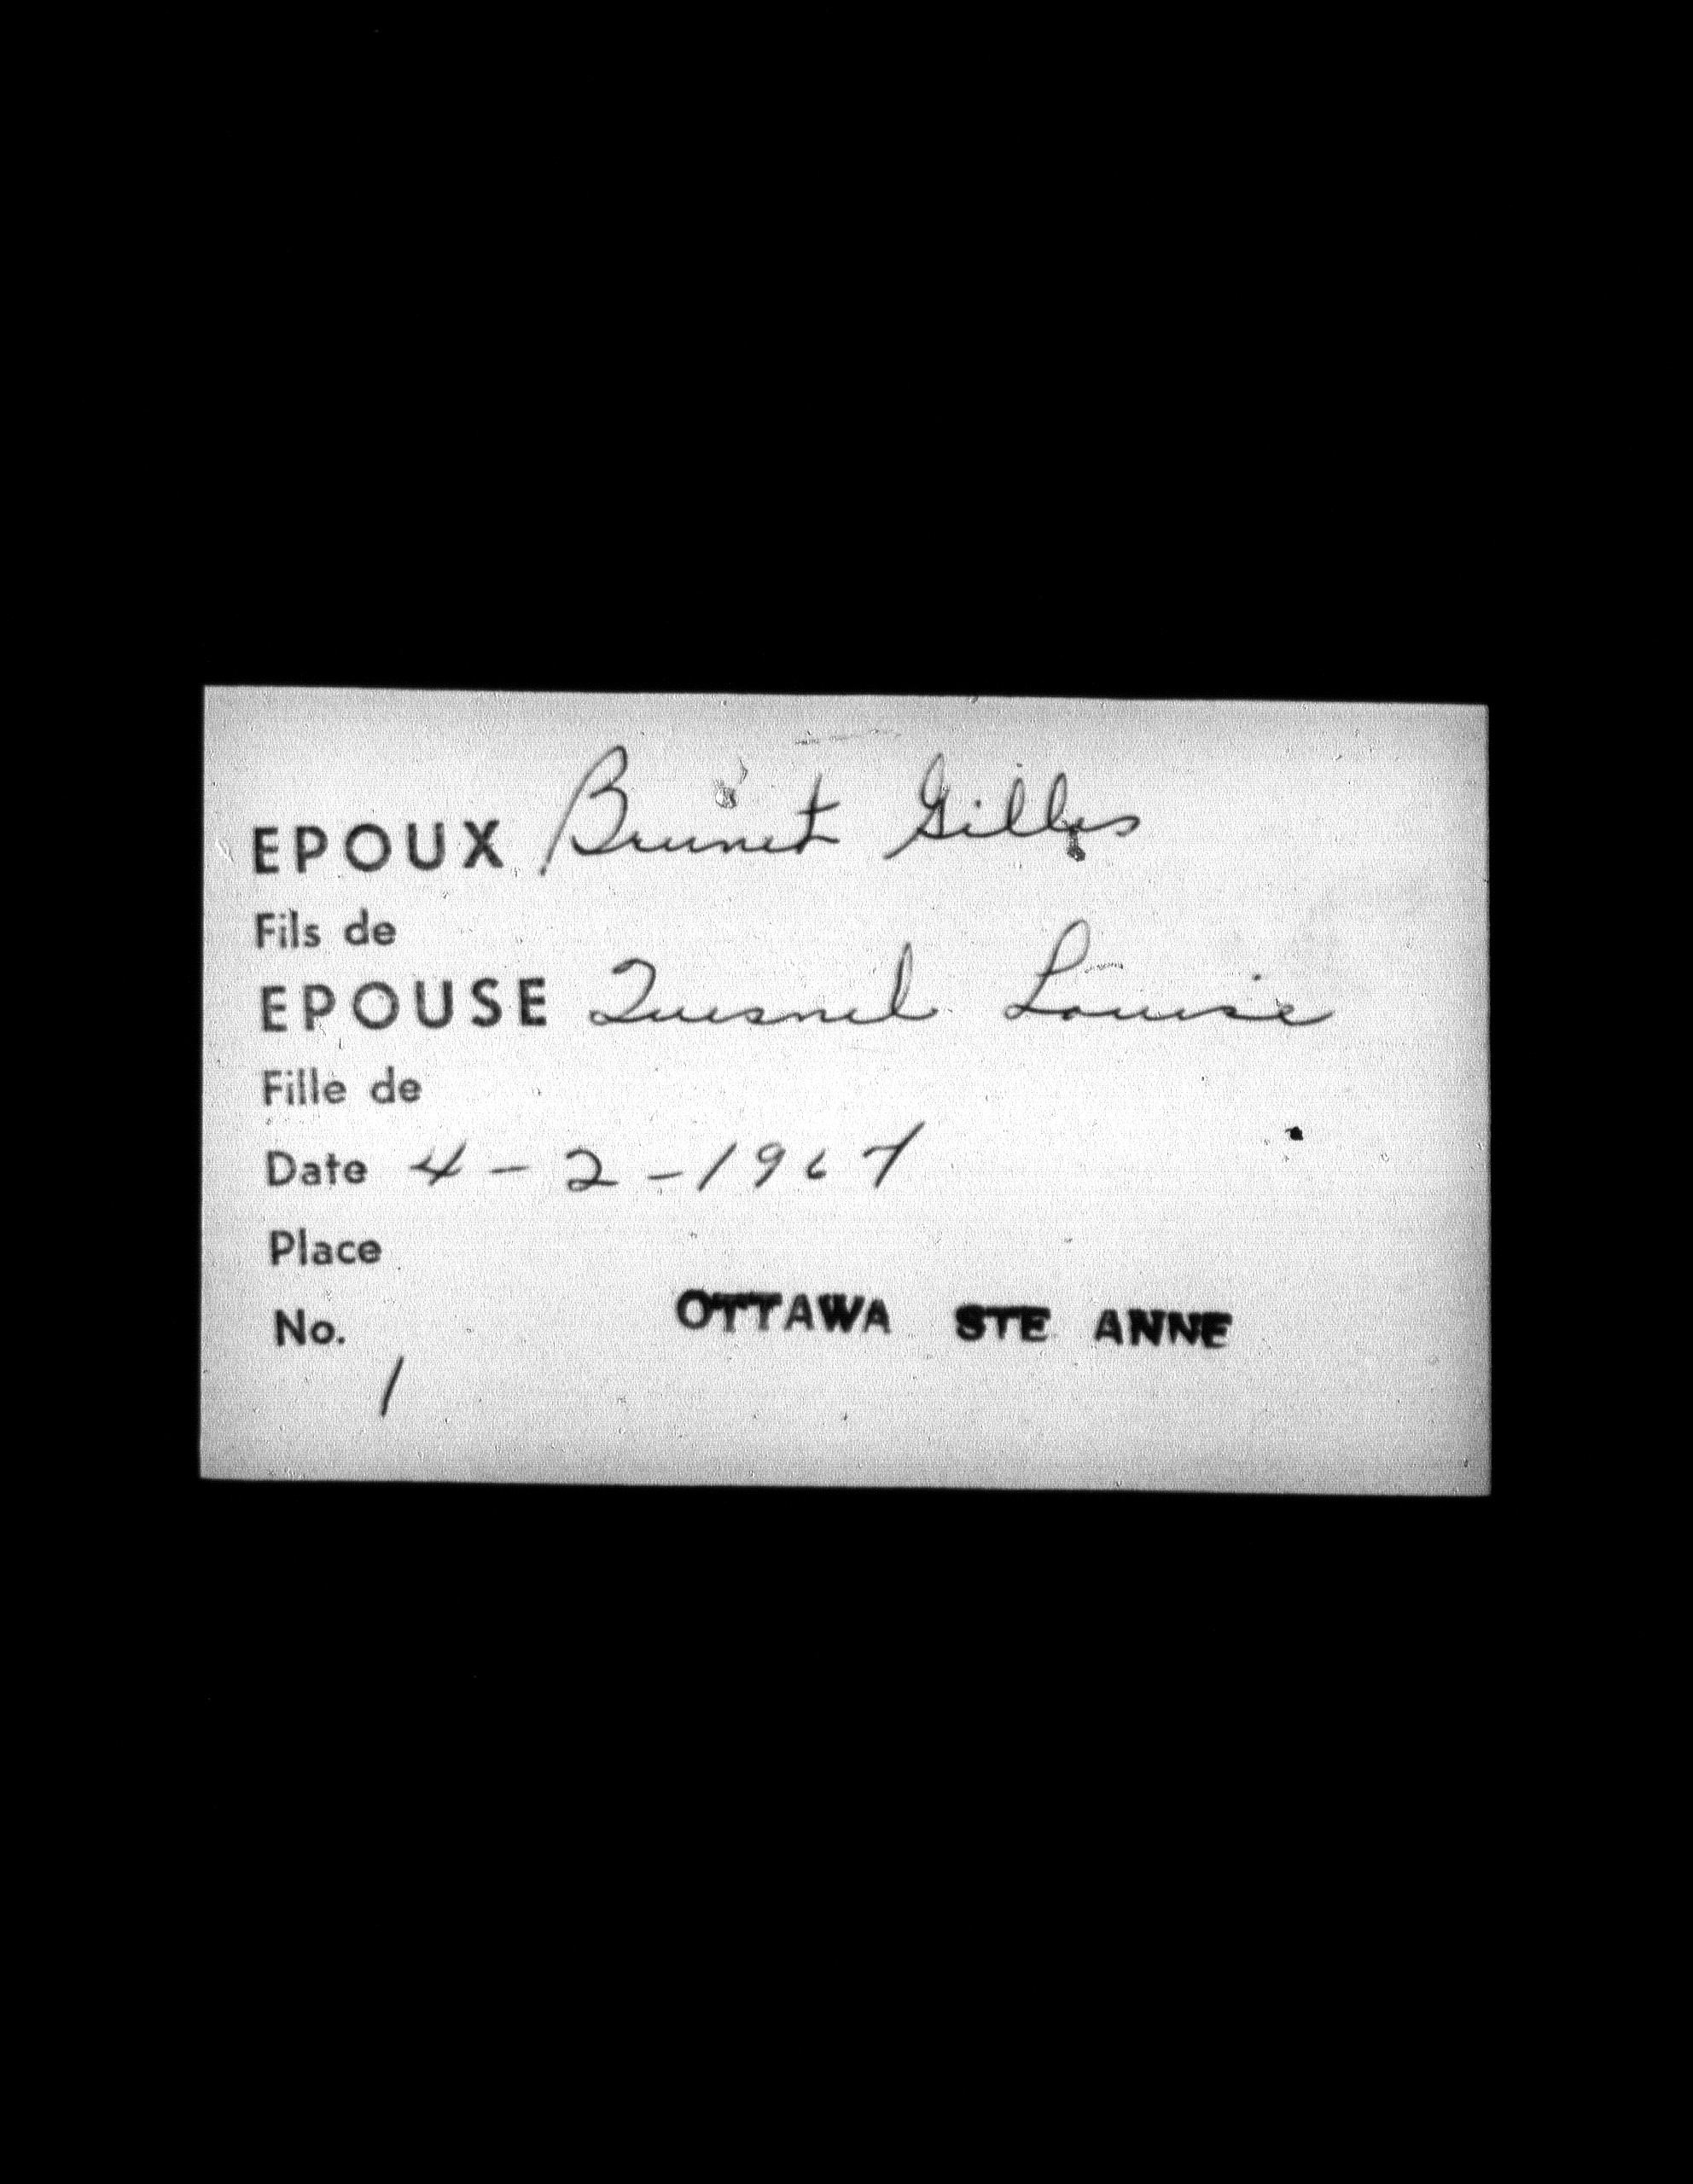 EPOUX Brunet Gilles
Fils de
EPOUSE Quesnel Louise
Fille de
Date 4-2-1967
Place
OTTAWA STE ANNE
No.
1